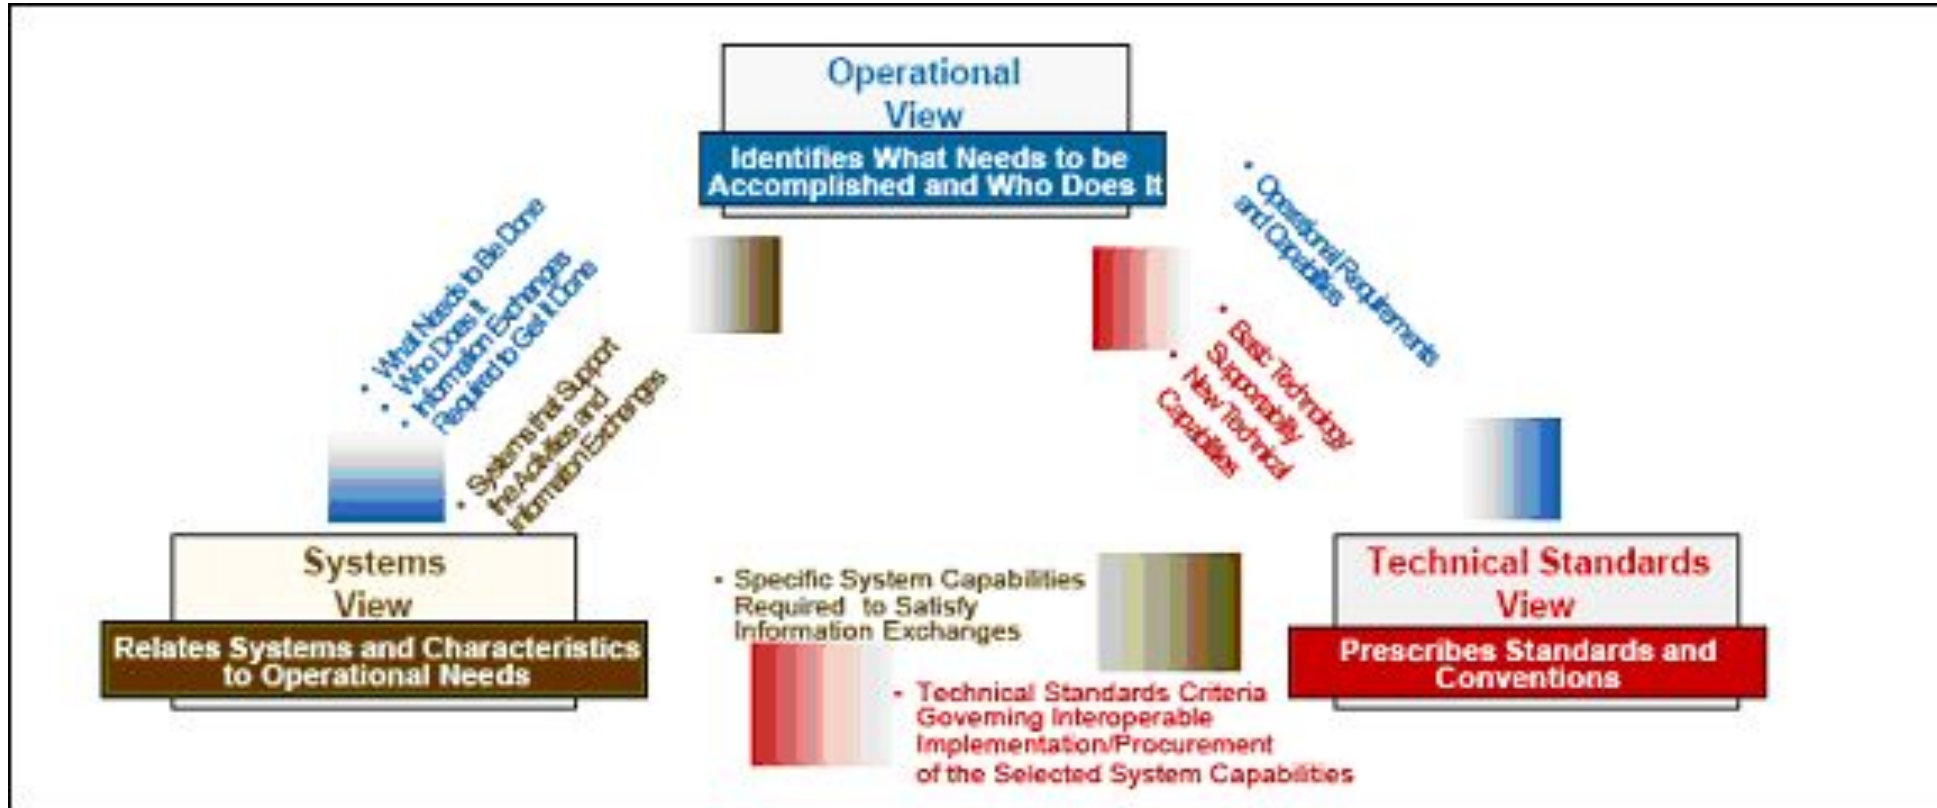 Operational
View
Identifies What Needs to be
Accomplished and Who Does It
• What Needs to Be Done
• Who Does It
• Information Exchanges
Required to Get It Done
• Systems that Support
the Activities and
Information Exchanges
• Operational Requirements
and Capabilities
• Basic Technology
Supportability
• New Technical
Capabilities
Systems
View
Relates Systems and Characteristics
to Operational Needs
• Specific System Capabilities
Required to Satisfy
Information Exchanges
• Technical Standards Criteria
Governing Interoperable
Implementation/Procurement
of the Selected System Capabilities
Technical Standards
View
Prescribes Standards and
Conventions